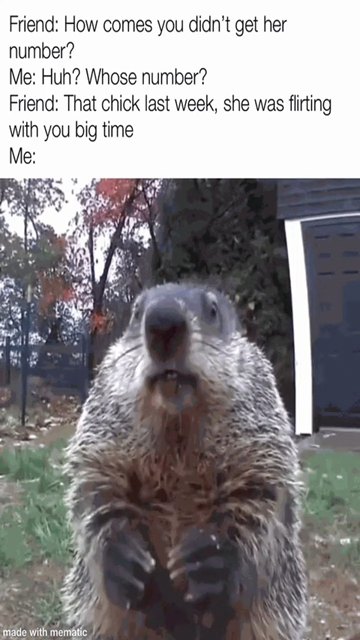 Friend: How comes you didn’t get her
number?
Me: Huh? Whose number?
Friend: That chick last week, she was flirting
with you big time
Me:
made with mematic